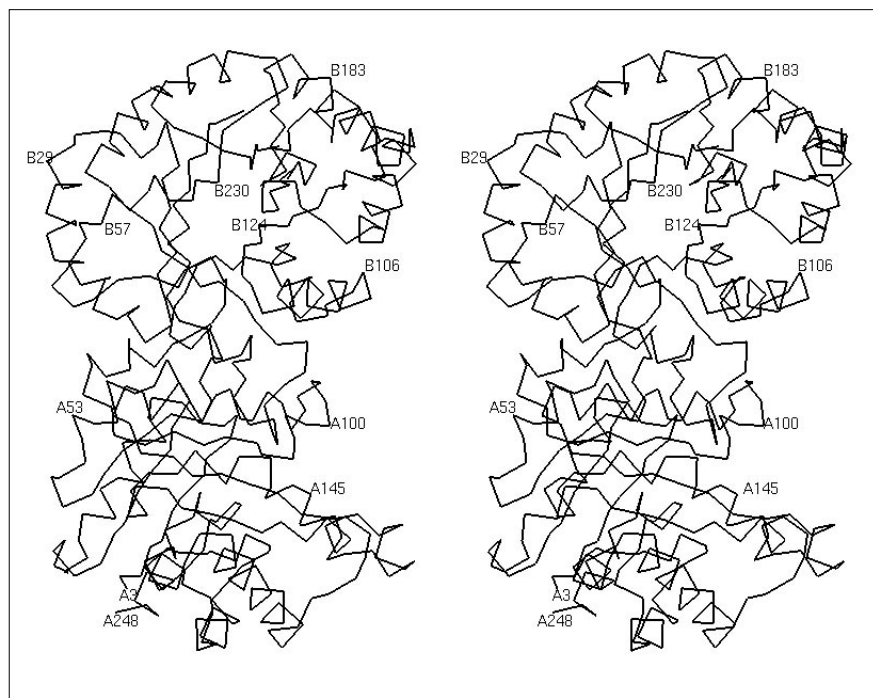 B183 B183
B29 B29
B230 B230
B57 B124 B57 B124
B106 B106
A53 A53
A100 A100
A145 A145
A3 A3
A248 A248